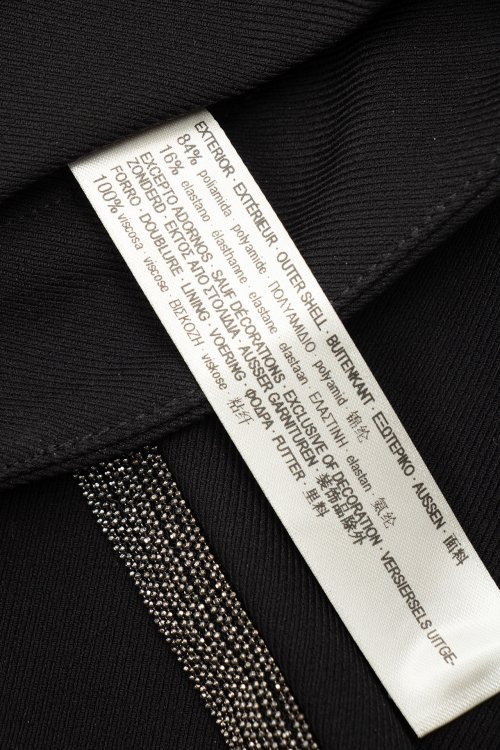 EXTERIOR · EXTÉRIEUR · OUTER SHELL · BUITENKANT · ΕΞΩΤΕΡΙΚΟ · AUSSEN · 面料
84% poliamida polyamide · ΠΟΛΥΑΜΙΔΙΟ · polyamid · 锦纶
16% elastano élasthanne elastane elastaan ΕΛΑΣΤΙΝΗ · elastan · 氨纶
EXCEPTO ADORNOS · SAUF DÉCORATIONS · EXCLUSIVE OF DECORATION · VERSIERSELS UITGE-
ZONDERD · ΕΚΤΟΣ ΑΠΟ ΣΤΟΛΙΔΙΑ · AUSSER GARNITUREN · 装饰品除外
FORRO · DOUBLURE · LINING · VOERING · ΦΟΔΡΑ · FUTTER · 里料
100% viscosa viscose ΒΙΣΚΟΖΗ viskose · 粘纤